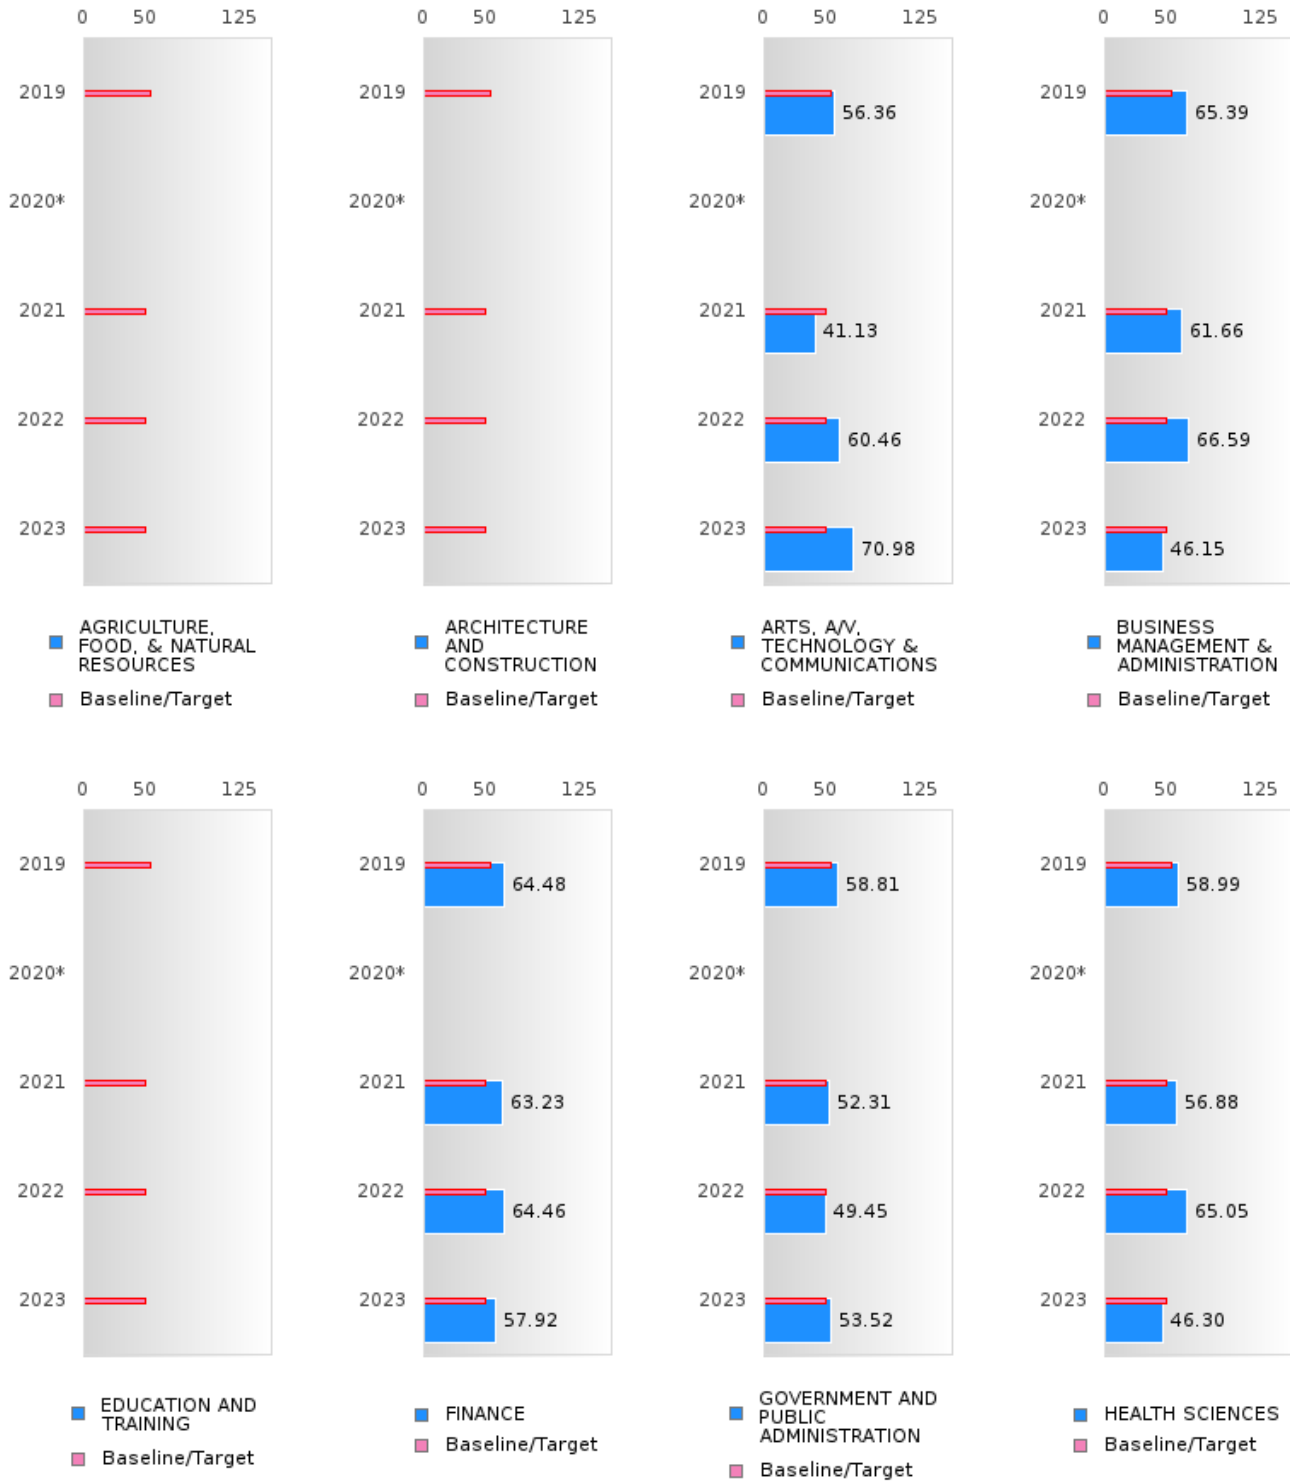 0 50 125
2019
2020*
2021
2022
2023
AGRICULTURE,
FOOD, & NATURAL
RESOURCES
Baseline/Target
0 50 125
2019
2020*
2021
2022
2023
ARCHITECTURE
AND
CONSTRUCTION
Baseline/Target
0 50 125
2019
56.36
2020*
2021
41.13
2022
60.46
2023
70.98
ARTS, A/V,
TECHNOLOGY &
COMMUNICATIONS
Baseline/Target
0 50 125
2019
65.39
2020*
2021
61.66
2022
66.59
2023
46.15
BUSINESS
MANAGEMENT &
ADMINISTRATION
Baseline/Target
0 50 125
2019
2020*
2021
2022
2023
EDUCATION AND
TRAINING
Baseline/Target
0 50 125
2019
64.48
2020*
2021
63.23
2022
64.46
2023
57.92
FINANCE
Baseline/Target
0 50 125
2019
58.81
2020*
2021
52.31
2022
49.45
2023
53.52
GOVERNMENT AND
PUBLIC
ADMINISTRATION
Baseline/Target
0 50 125
2019
58.99
2020*
2021
56.88
2022
65.05
2023
46.30
HEALTH SCIENCES
Baseline/Target